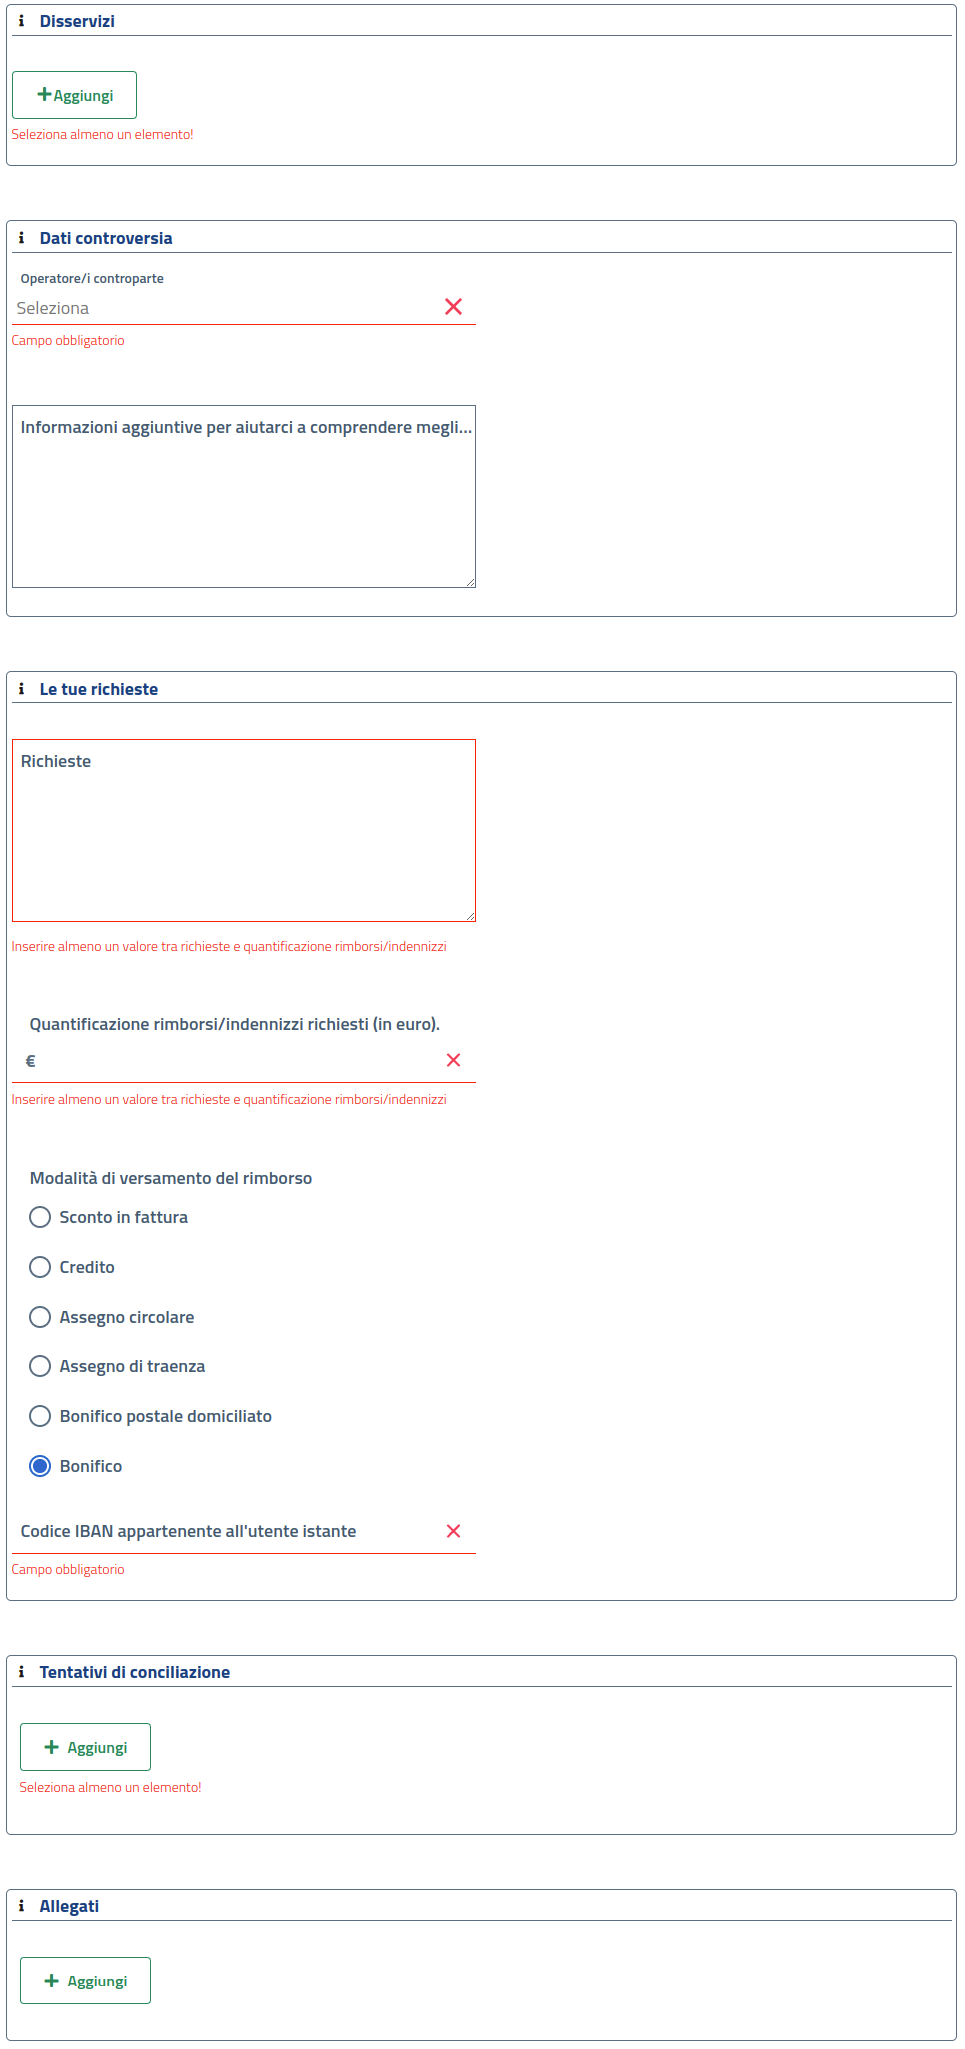 Disservizi
Aggiungi
Seleziona almeno un elemento!
Dati controversia
Operatore/i controparte
Seleziona
Campo obbligatorio
Informazioni aggiuntive per aiutarci a comprendere megli...
Le tue richieste
Richieste
Inserire almeno un valore tra richieste e quantificazione rimborsi/indennizzi
Quantificazione rimborsi/indennizzi richiesti (in euro).
€
Inserire almeno un valore tra richieste e quantificazione rimborsi/indennizzi
Modalità di versamento del rimborso
Sconto in fattura
Credito
Assegno circolare
Assegno di traenza
Bonifico postale domiciliato
Bonifico
Codice IBAN appartenente all'utente istante
Campo obbligatorio
Tentativi di conciliazione
Aggiungi
Seleziona almeno un elemento!
Allegati
Aggiungi